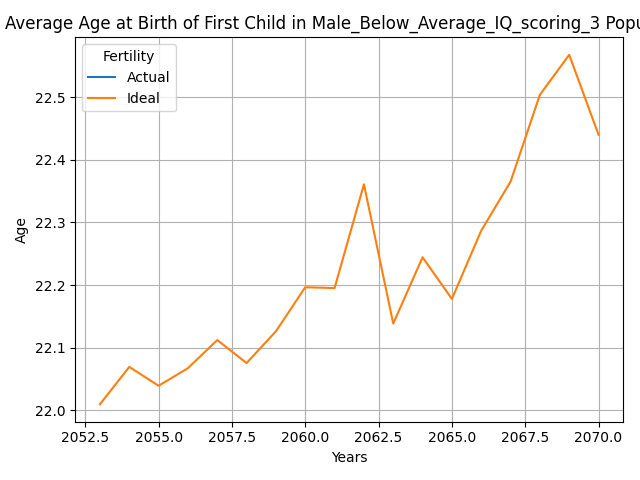 Average Age at Birth of First Child in Male_Below_Average_IQ_scoring_3 Popu
Fertility
Actual
Ideal
22.5
22.4
22.3
22.2
22.1
22.0
Age
2052.5 2055.0 2057.5 2060.0 2062.5 2065.0 2067.5 2070.0
Years